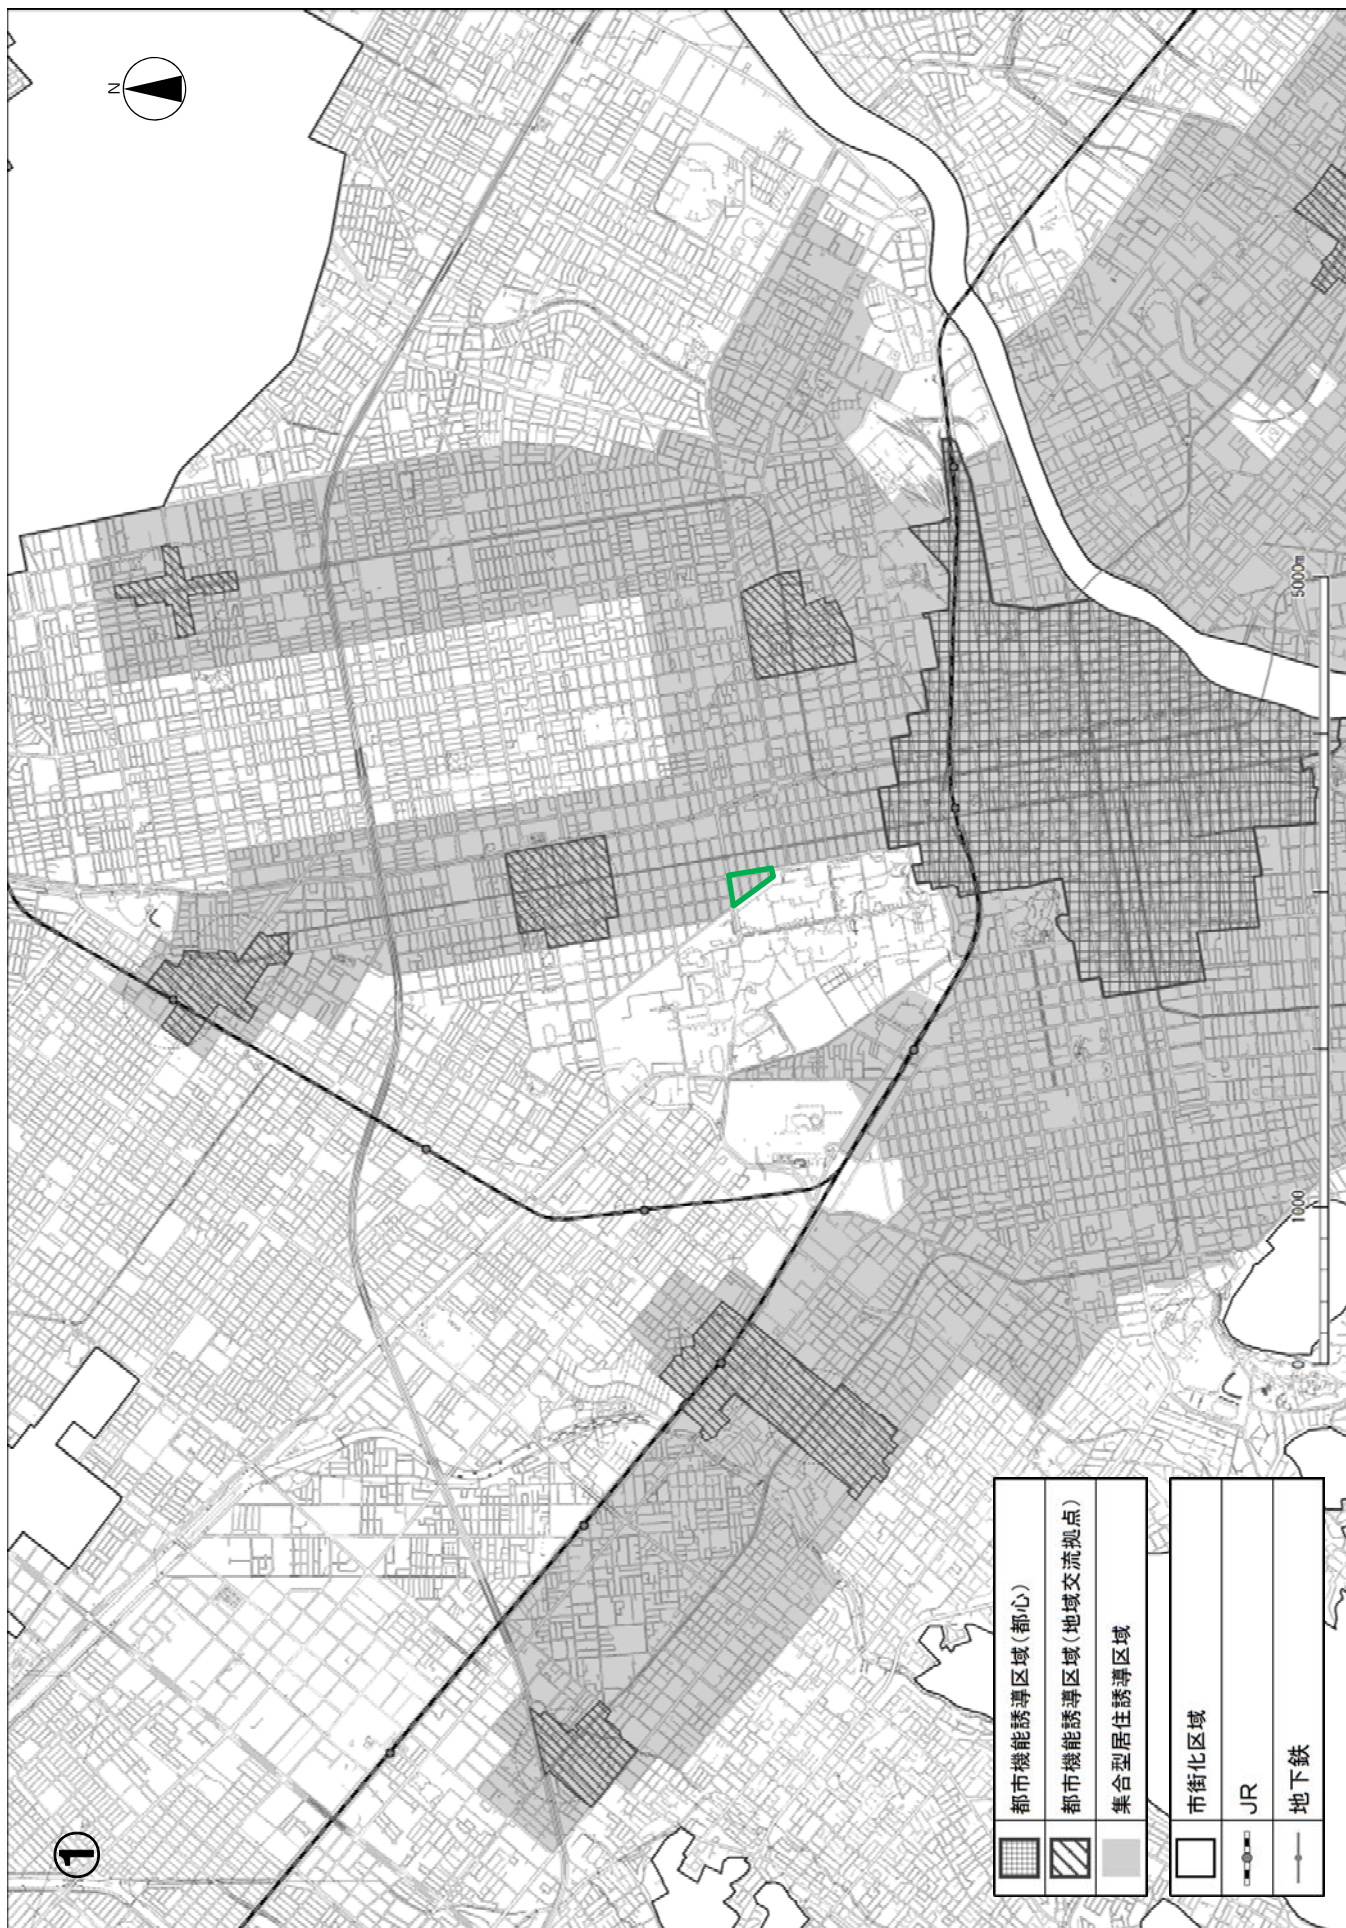 ①
N
都市機能誘導区域(都心)
都市機能誘導区域(地域交流拠点)
集合型居住誘導区域
市街化区域
JR
地下鉄
0
1000
5000m